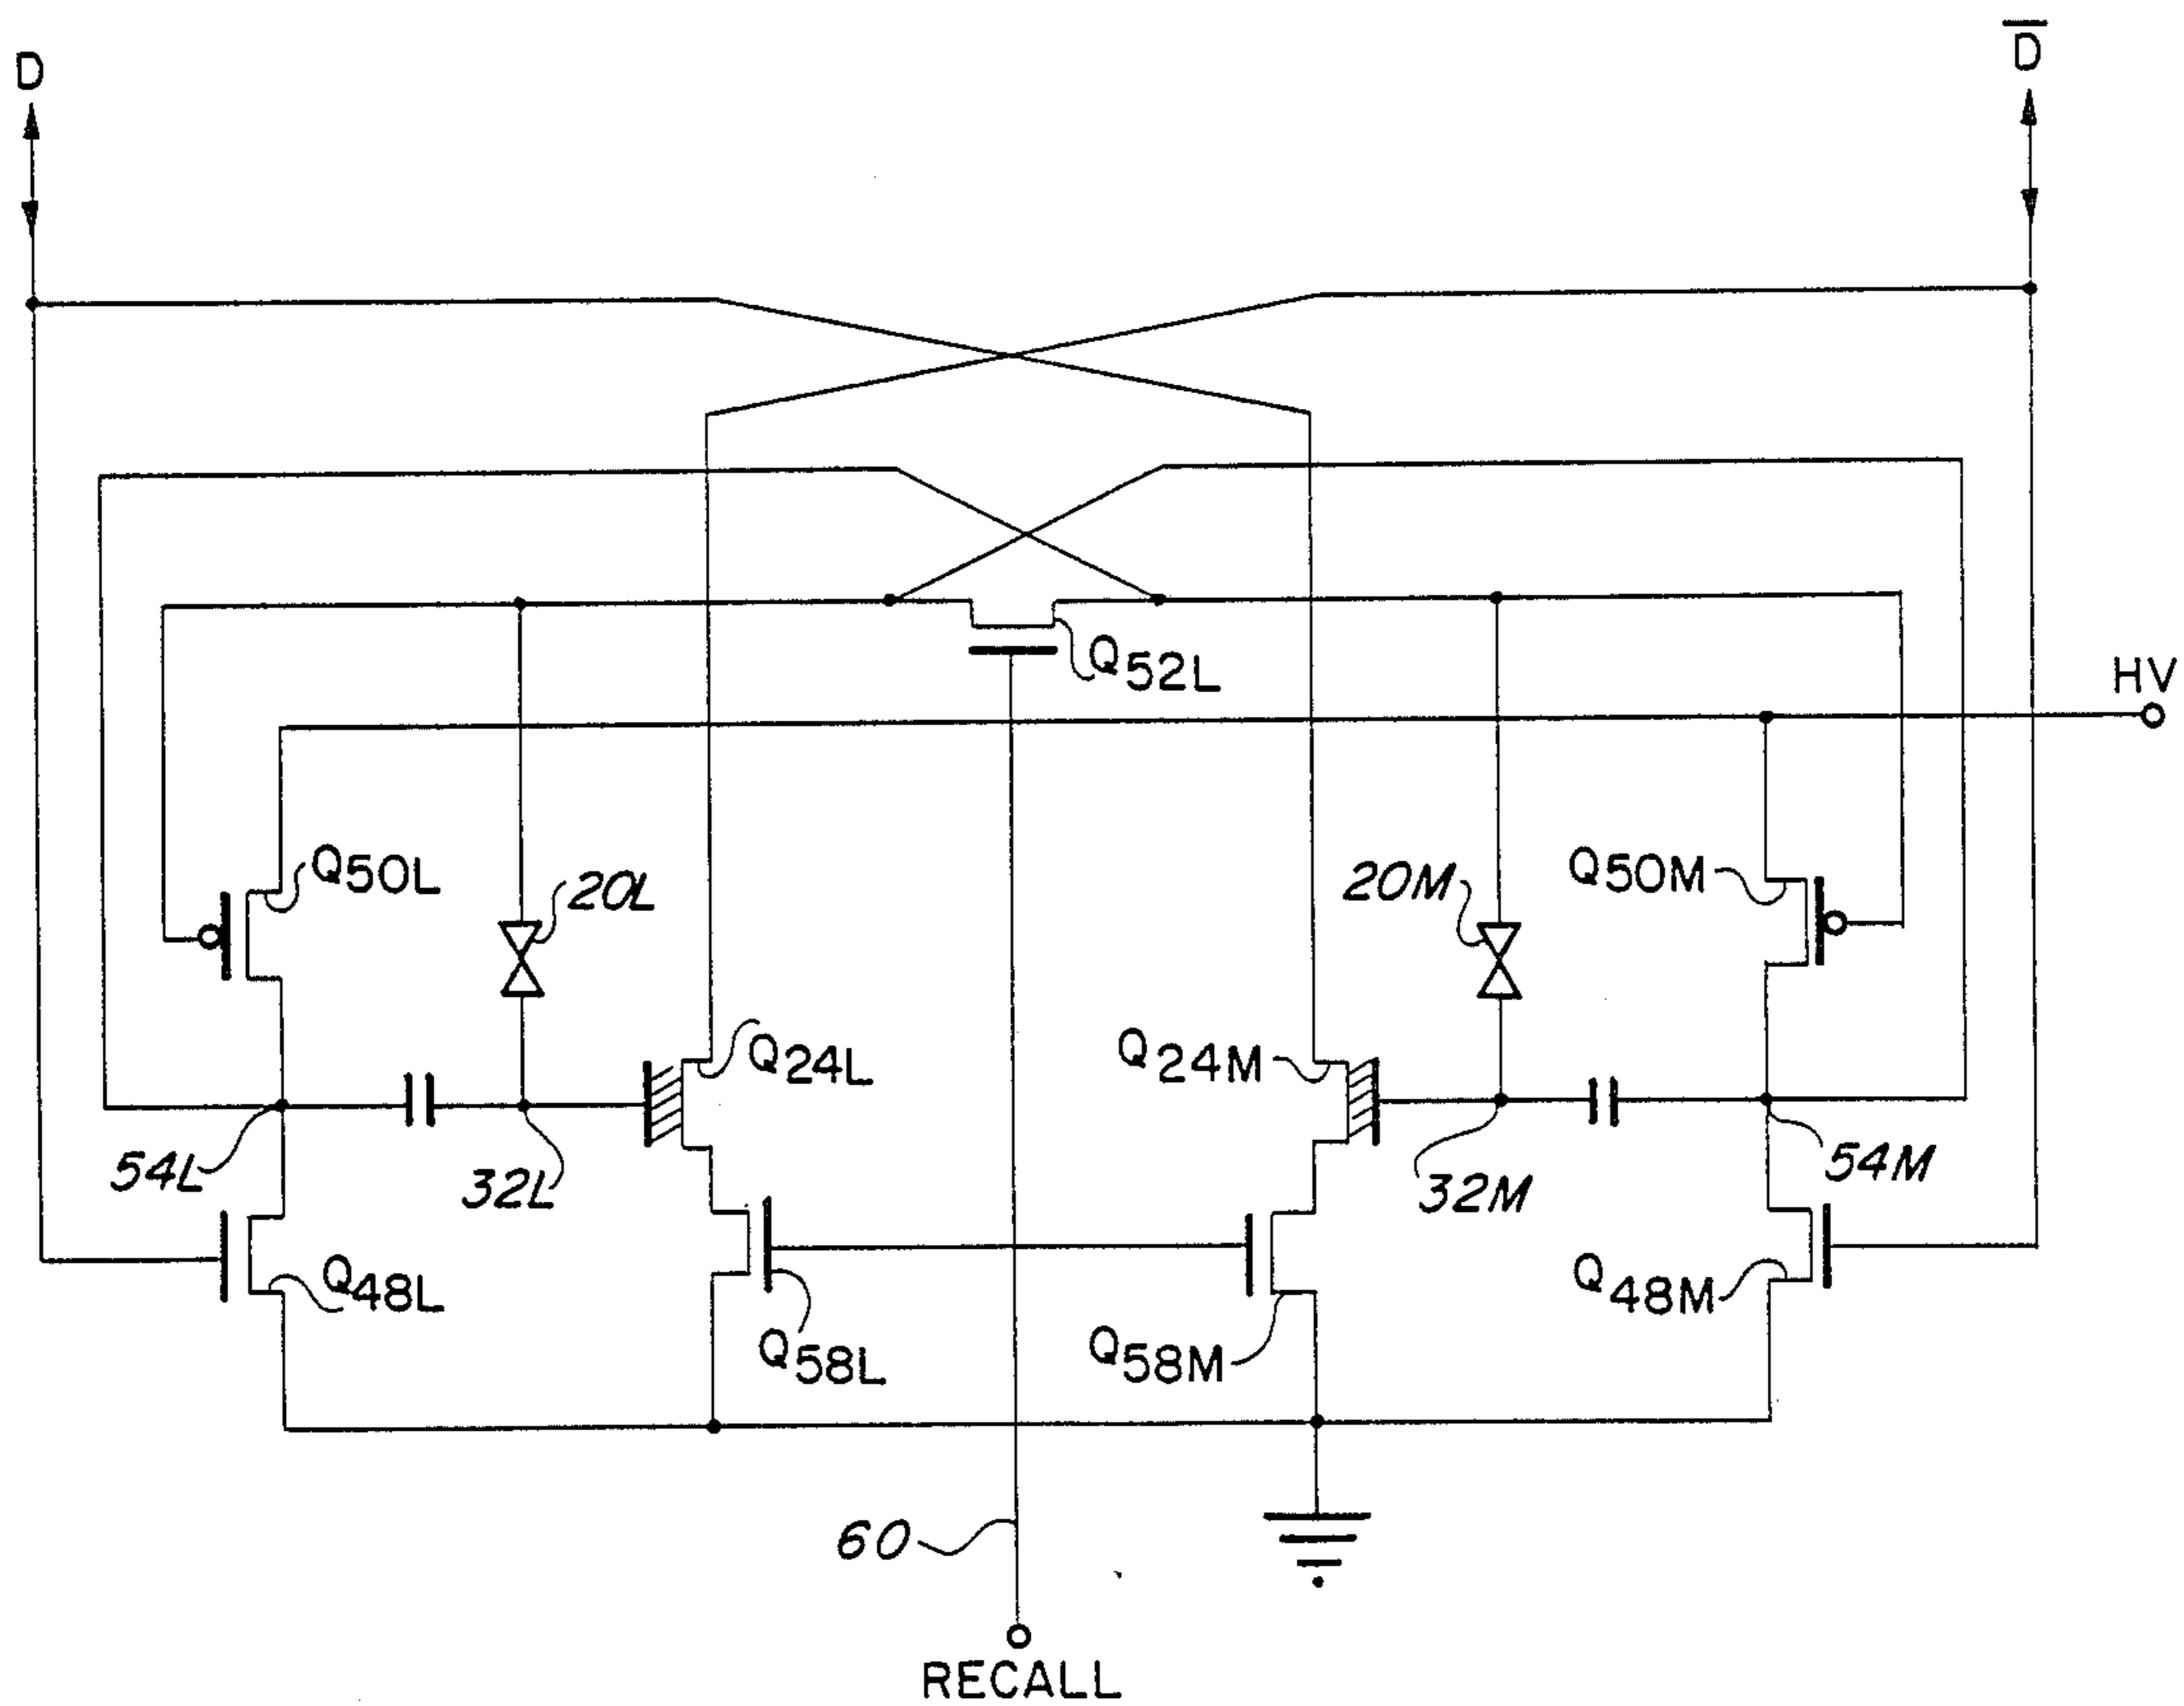 D
D̅
Q52L
HV
Q50L
20L
20M
Q50M
Q24L
Q24M
54L
32L
32M
54M
Q48L
Q58L
Q58M
Q48M
60
RECALL